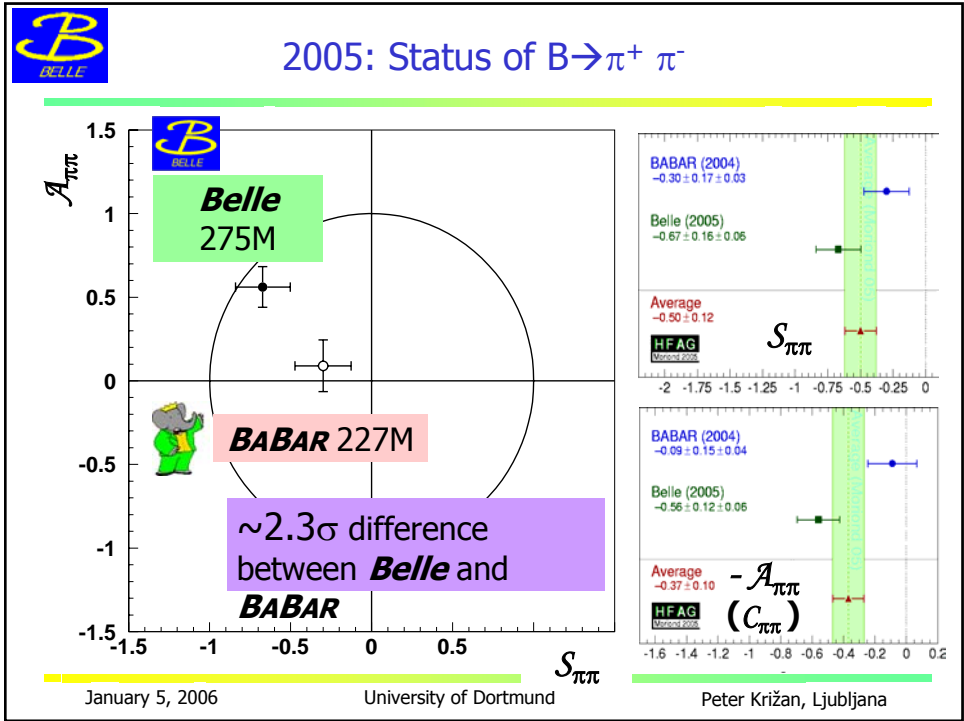 BELLE
2005: Status of B→π⁺ π⁻
𝒜ππ
1.5
1
0.5
0
-0.5
-1
-1.5
BELLE
Belle
275M
BABAR 227M
~2.3σ difference
between Belle and
BABAR
-1.5 -1 -0.5 0 0.5
𝒮ππ
BABAR (2004)
−0.30 ± 0.17 ± 0.03
Belle (2005)
−0.67 ± 0.16 ± 0.06
Average
−0.50 ± 0.12
HFAG
Moriond 2005
𝒮ππ
-2 -1.75 -1.5 -1.25 -1 -0.75 -0.5 -0.25 0
BABAR (2004)
−0.09 ± 0.15 ± 0.04
Belle (2005)
−0.56 ± 0.12 ± 0.06
Average
−0.37 ± 0.10
HFAG
Moriond 2005
- 𝒜ππ
(Cππ)
-1.6 -1.4 -1.2 -1 -0.8 -0.6 -0.4 -0.2 0 0.2
January 5, 2006 University of Dortmund Peter Križan, Ljubljana